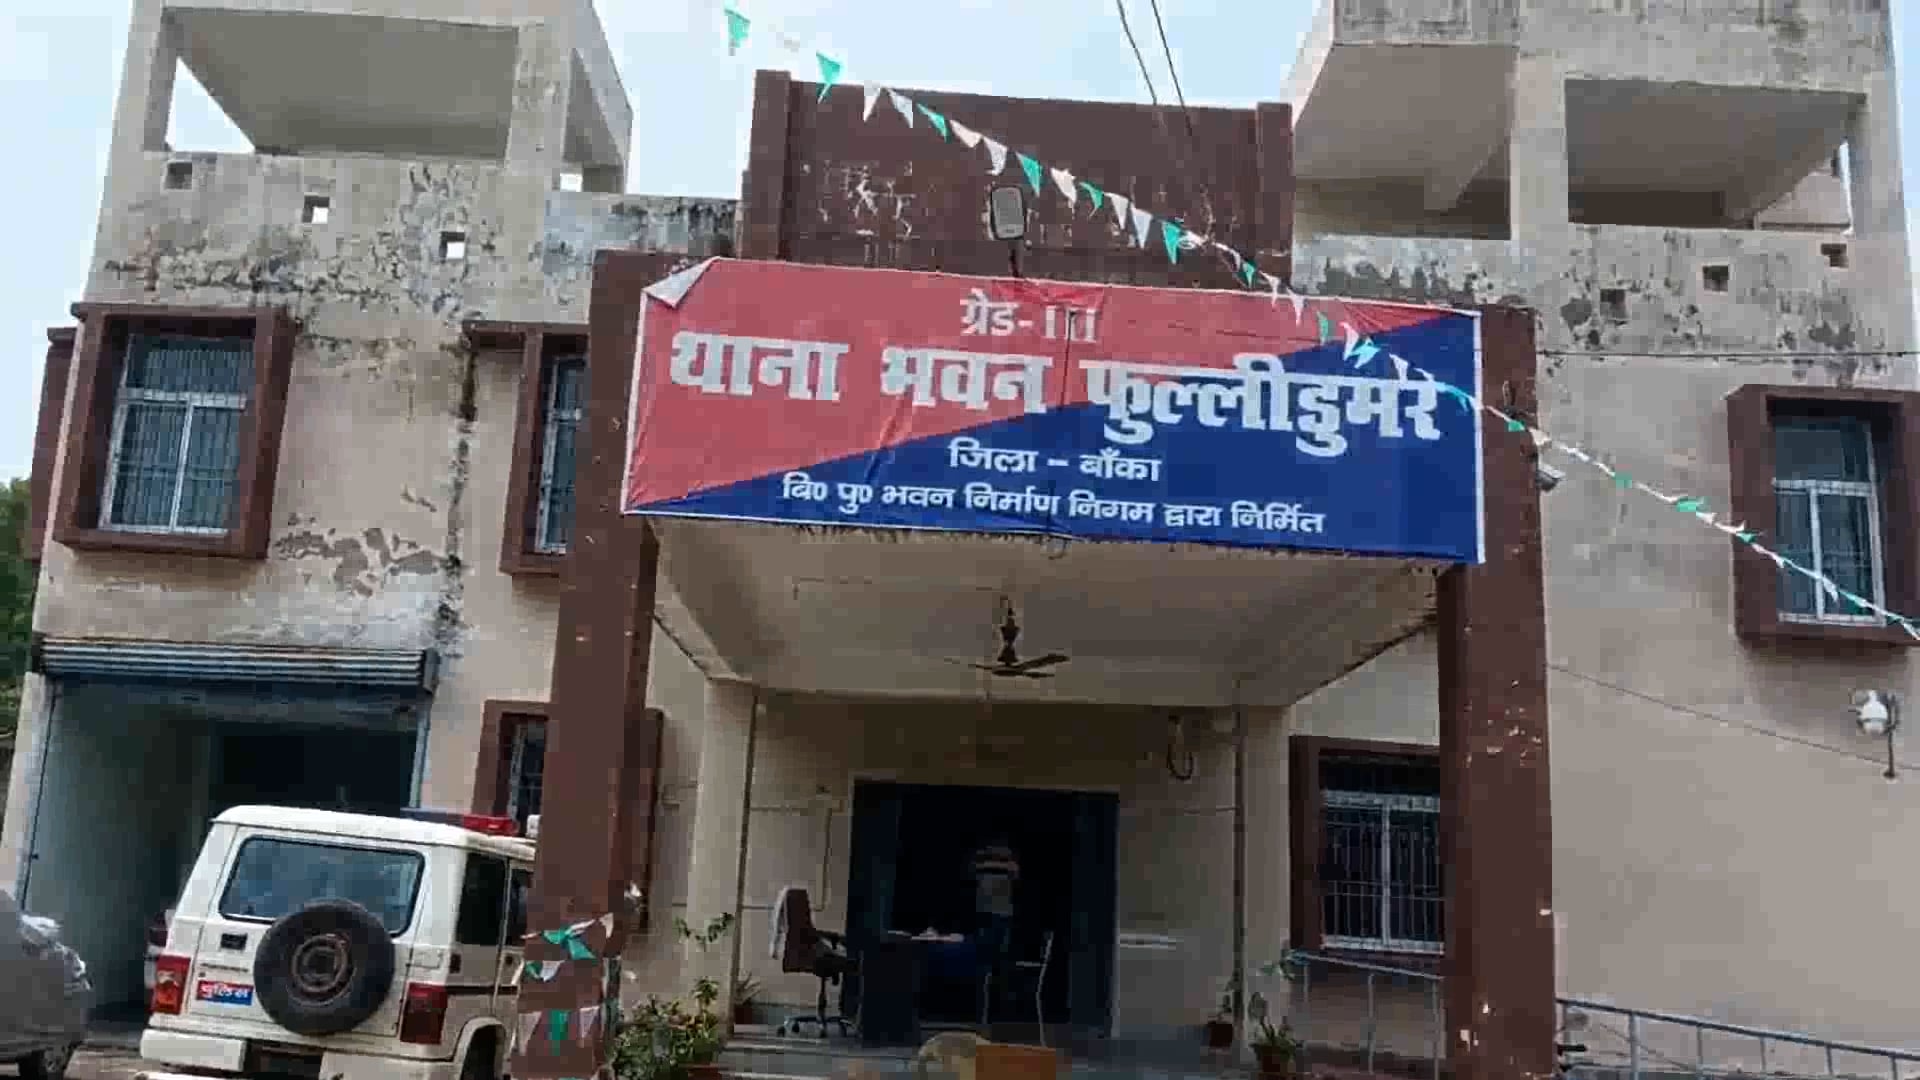 ग्रेड-III
थाना भवन फुल्लीडुमर
जिला - बाँका
बि० पु० भवन निर्माण निगम द्वारा निर्मित
पुलिस